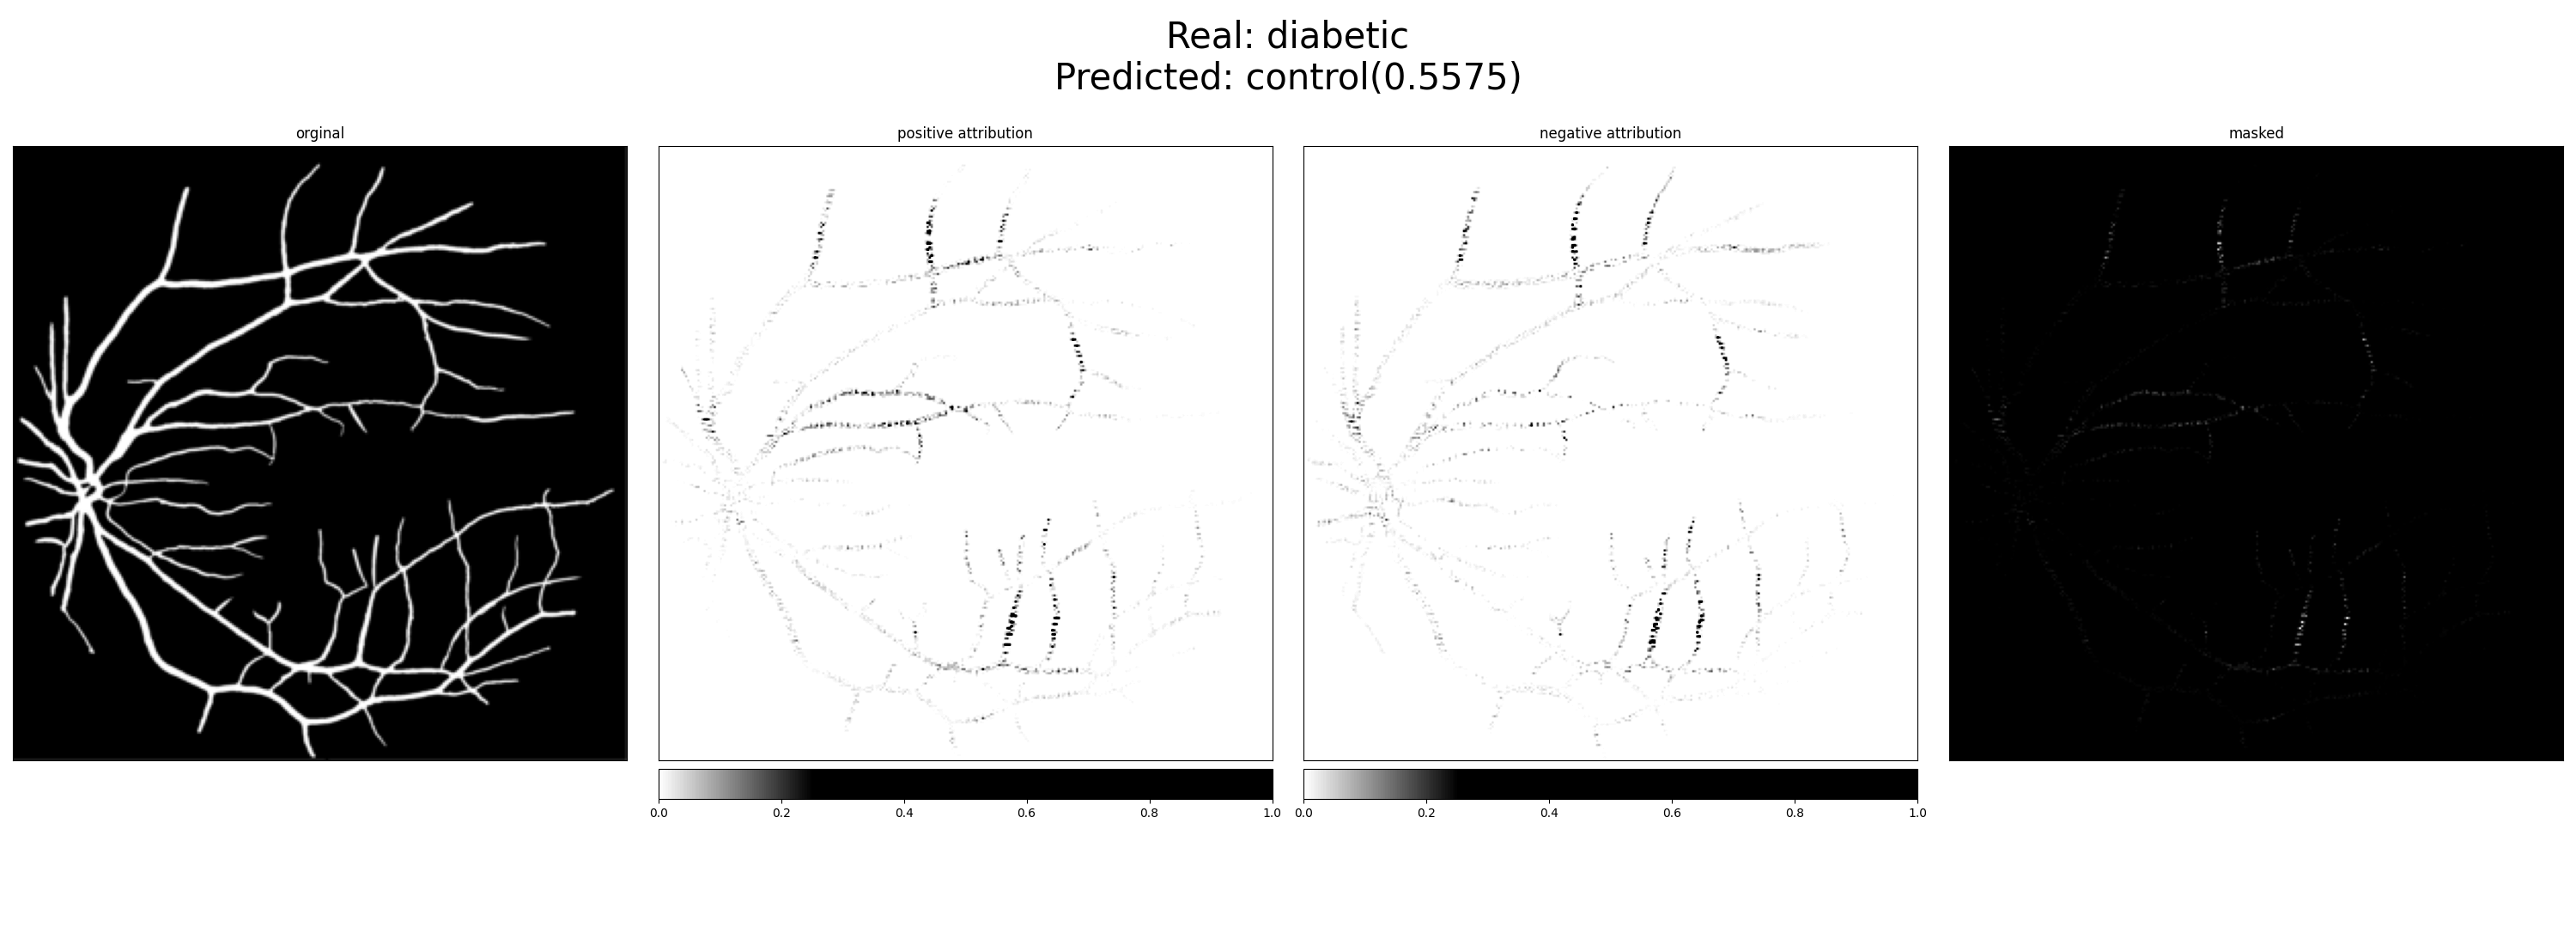 Real: diabetic
Predicted: control(0.5575)
orginal
positive attribution
negative attribution
masked
0.0 0.2 0.4 0.6 0.8 1.0
0.0 0.2 0.4 0.6 0.8 1.0